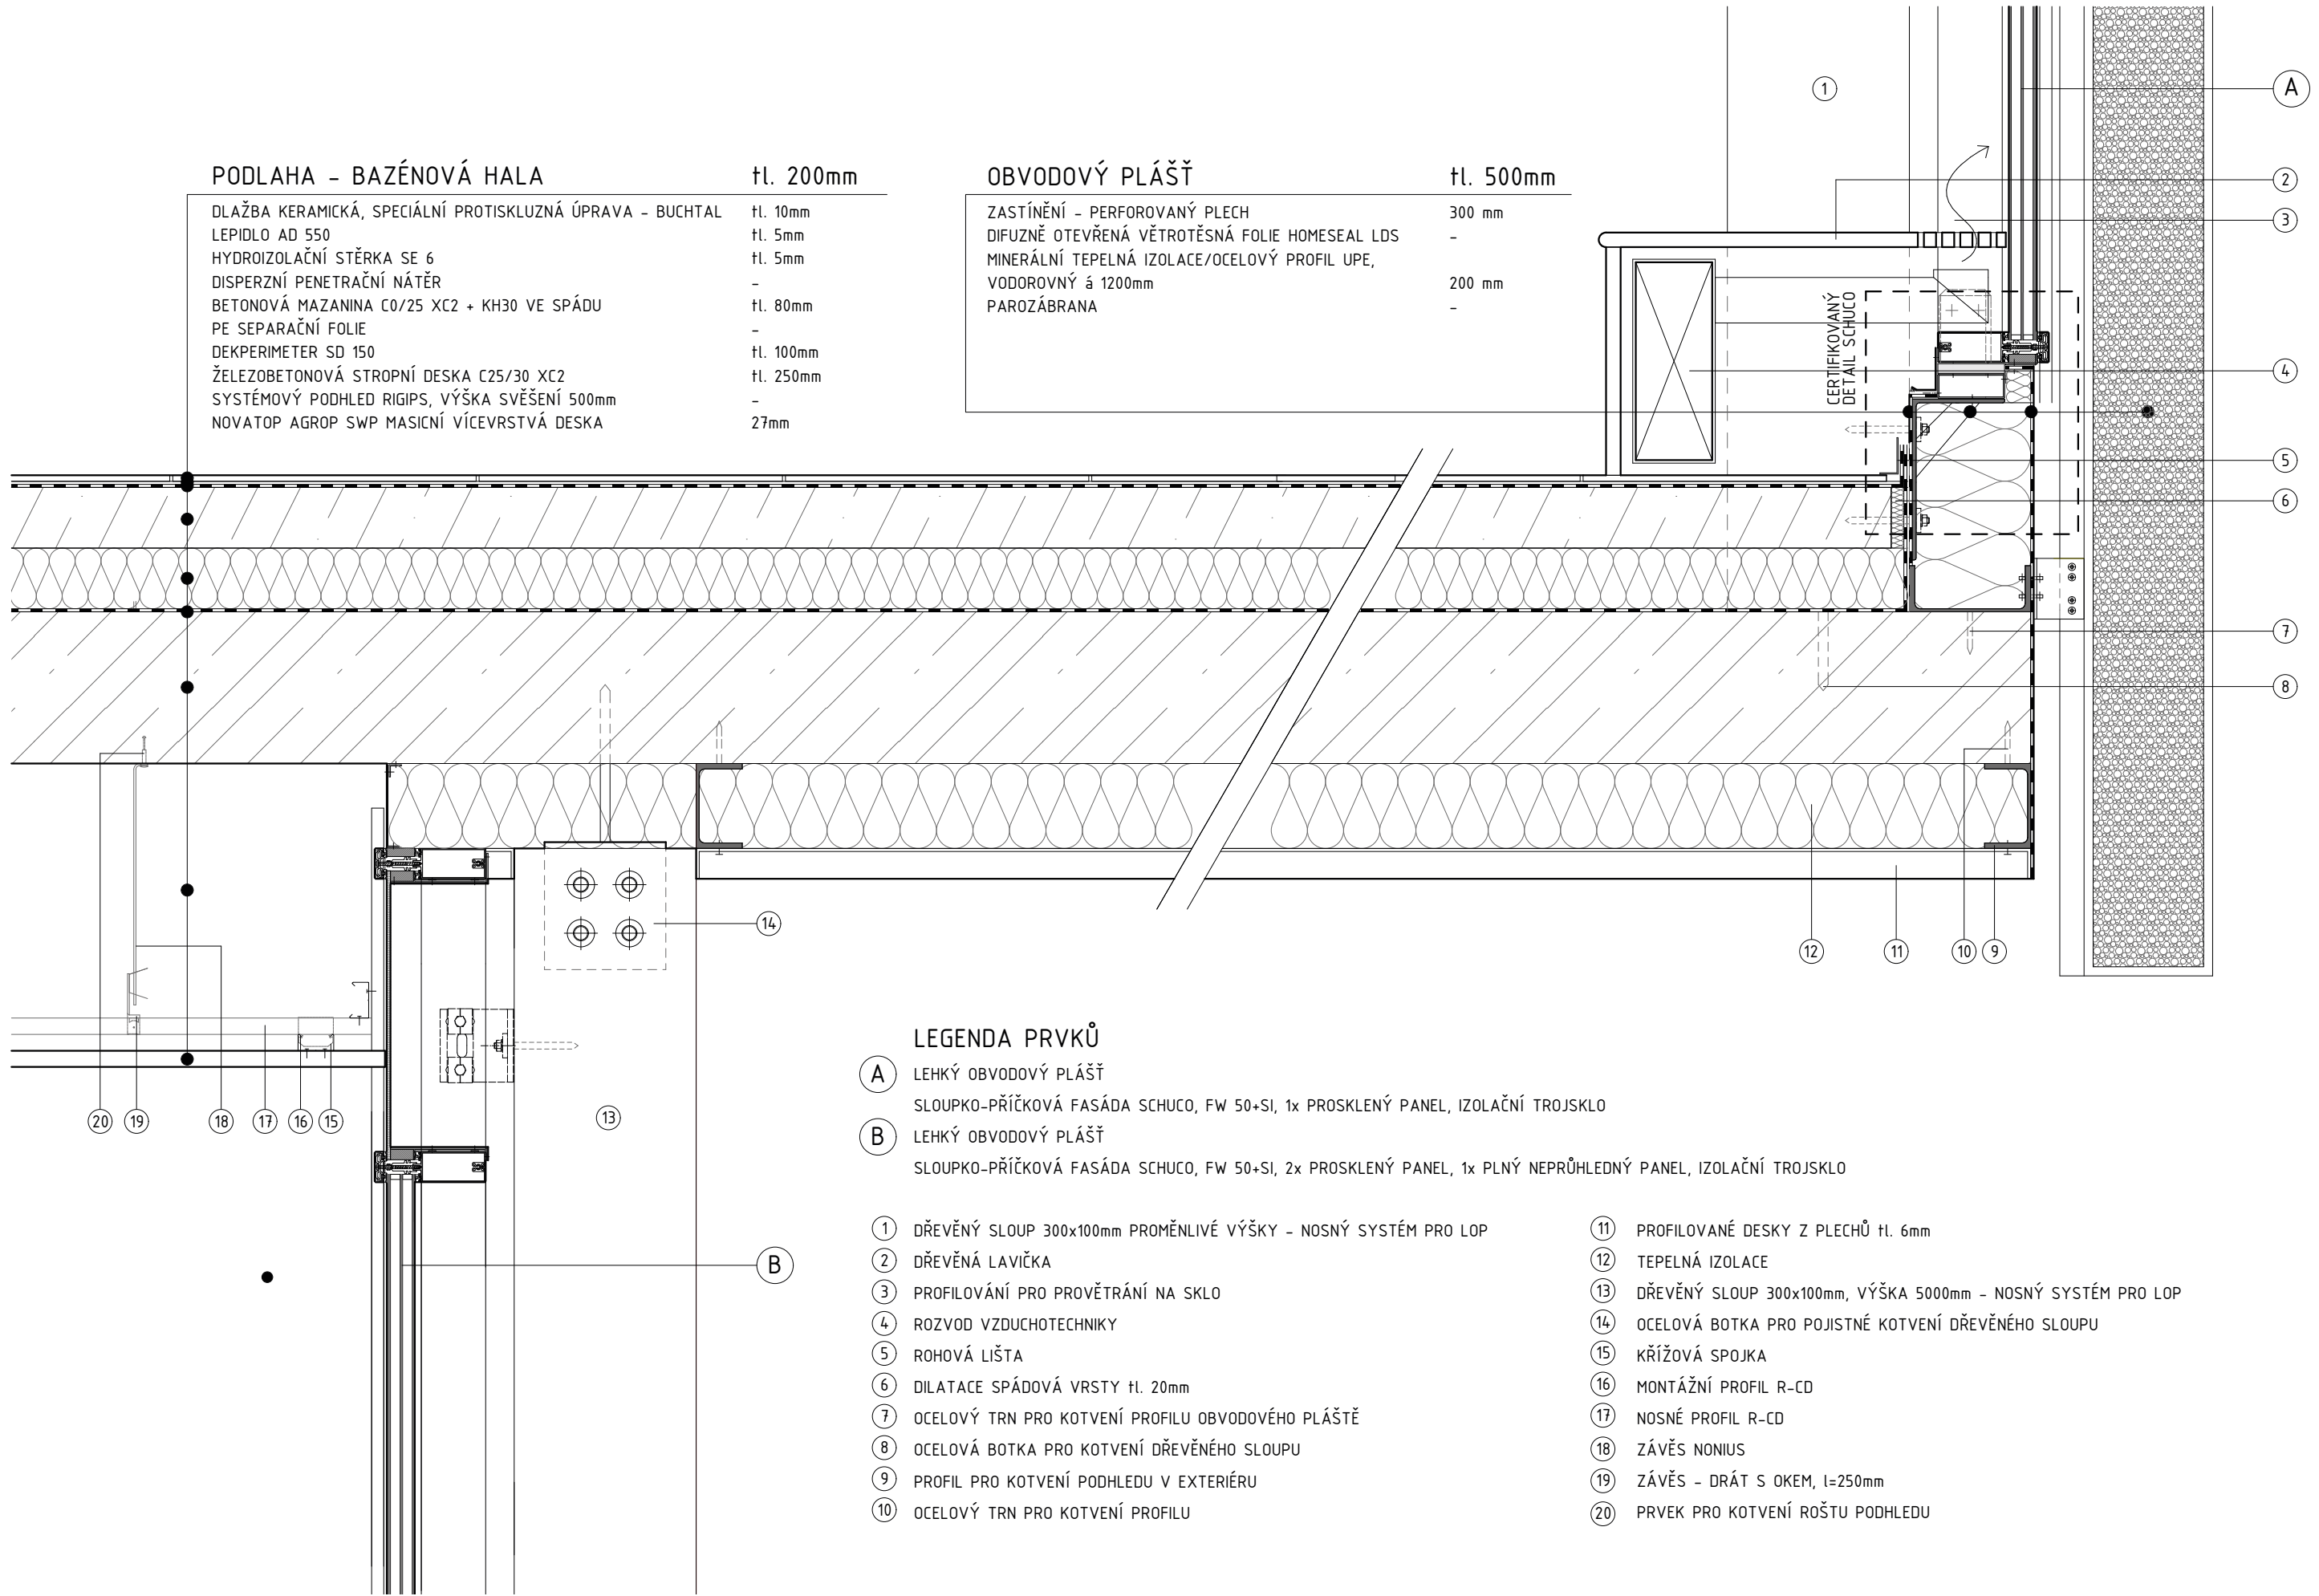 PODLAHA - BAZÉNOVÁ HALA tl. 200mm
DLAŽBA KERAMICKÁ, SPECIÁLNÍ PROTISKLUZNÁ ÚPRAVA - BUCHTAL tl. 10mm
LEPIDLO AD 550 tl. 5mm
HYDROIZOLAČNÍ STĚRKA SE 6 tl. 5mm
DISPERZNÍ PENETRAČNÍ NÁTĚR -
BETONOVÁ MAZANINA C0/25 XC2 + KH30 VE SPÁDU tl. 80mm
PE SEPARAČNÍ FOLIE -
DEKPERIMETER SD 150 tl. 100mm
ŽELEZOBETONOVÁ STROPNÍ DESKA C25/30 XC2 tl. 250mm
SYSTÉMOVÝ PODHLED RIGIPS, VÝŠKA SVĚŠENÍ 500mm -
NOVATOP AGROP SWP MASICNÍ VÍCEVRSTVÁ DESKA 27mm
OBVODOVÝ PLÁŠŤ tl. 500mm
ZASTÍNĚNÍ - PERFOROVANÝ PLECH 300 mm
DIFUZNĚ OTEVŘENÁ VĚTROTĚSNÁ FOLIE HOMESEAL LDS -
MINERÁLNÍ TEPELNÁ IZOLACE/OCELOVÝ PROFIL UPE,
VODOROVNÝ á 1200mm 200 mm
PAROZÁBRANA -
1
A
2
3
CERTIFIKOVANÝ
DETAIL SCHUCO
4
5
6
7
8
14
12
11
10
9
20
19
18
17
16
15
13
B
LEGENDA PRVKŮ
A LEHKÝ OBVODOVÝ PLÁŠŤ
SLOUPKO-PŘÍČKOVÁ FASÁDA SCHUCO, FW 50+SI, 1x PROSKLENÝ PANEL, IZOLAČNÍ TROJSKLO
B LEHKÝ OBVODOVÝ PLÁŠŤ
SLOUPKO-PŘÍČKOVÁ FASÁDA SCHUCO, FW 50+SI, 2x PROSKLENÝ PANEL, 1x PLNÝ NEPRŮHLEDNÝ PANEL, IZOLAČNÍ TROJSKLO
1 DŘEVĚNÝ SLOUP 300x100mm PROMĚNLIVÉ VÝŠKY - NOSNÝ SYSTÉM PRO LOP
2 DŘEVĚNÁ LAVIČKA
3 PROFILOVÁNÍ PRO PROVĚTRÁNÍ NA SKLO
4 ROZVOD VZDUCHOTECHNIKY
5 ROHOVÁ LIŠTA
6 DILATACE SPÁDOVÁ VRSTY tl. 20mm
7 OCELOVÝ TRN PRO KOTVENÍ PROFILU OBVODOVÉHO PLÁŠTĚ
8 OCELOVÁ BOTKA PRO KOTVENÍ DŘEVĚNÉHO SLOUPU
9 PROFIL PRO KOTVENÍ PODHLEDU V EXTERIÉRU
10 OCELOVÝ TRN PRO KOTVENÍ PROFILU
11 PROFILOVANÉ DESKY Z PLECHŮ tl. 6mm
12 TEPELNÁ IZOLACE
13 DŘEVĚNÝ SLOUP 300x100mm, VÝŠKA 5000mm - NOSNÝ SYSTÉM PRO LOP
14 OCELOVÁ BOTKA PRO POJISTNÉ KOTVENÍ DŘEVĚNÉHO SLOUPU
15 KŘÍŽOVÁ SPOJKA
16 MONTÁŽNÍ PROFIL R-CD
17 NOSNÉ PROFIL R-CD
18 ZÁVĚS NONIUS
19 ZÁVĚS - DRÁT S OKEM, l=250mm
20 PRVEK PRO KOTVENÍ ROŠTU PODHLEDU